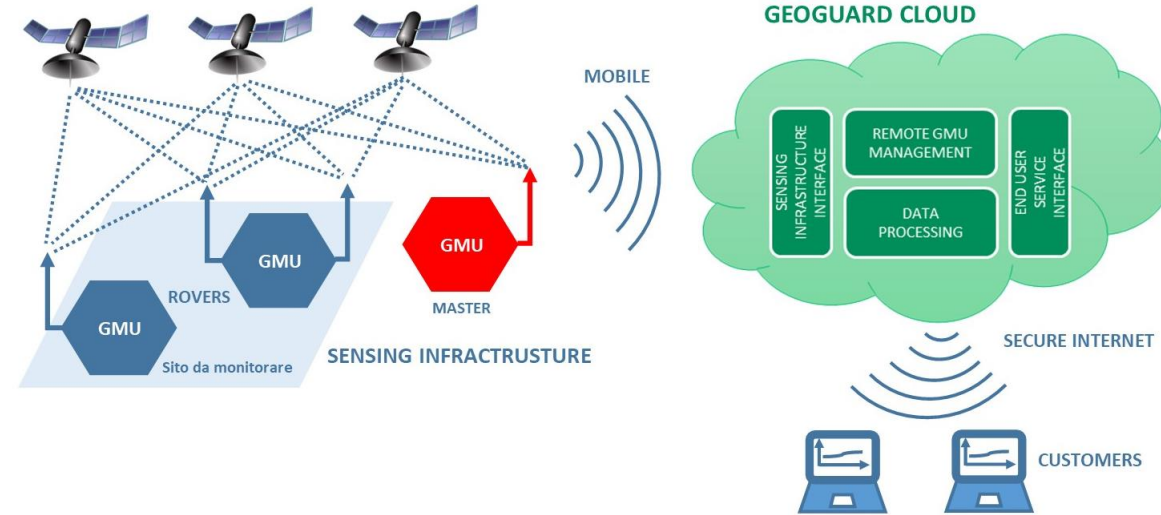 GEOGUARD CLOUD
MOBILE
SENSING
INFRASTRUCTURE
INTERFACE
REMOTE GMU
MANAGEMENT
DATA
PROCESSING
END USER
SERVICE
INTERFACE
GMU
GMU
MASTER
ROVERS
GMU
Sito da monitorare
SENSING INFRACTRUSTURE
SECURE INTERNET
CUSTOMERS